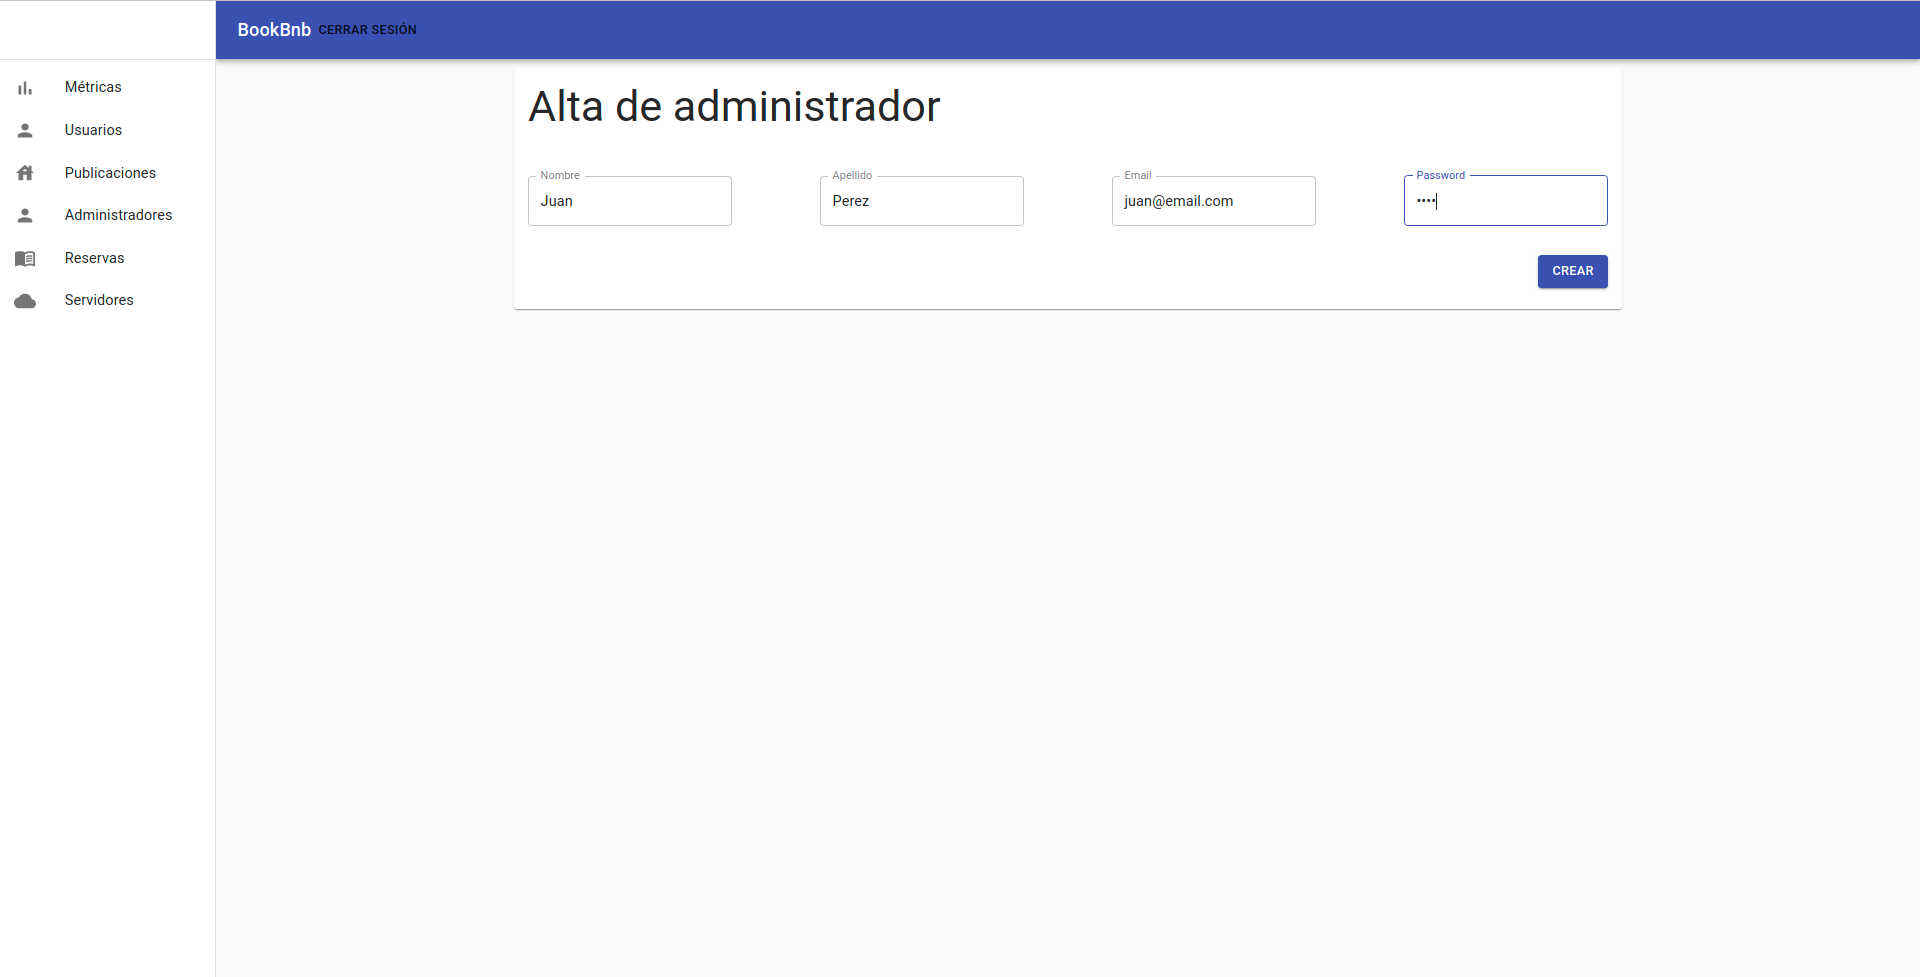 BookBnb CERRAR SESIÓN
Métricas
Usuarios
Publicaciones
Administradores
Reservas
Servidores
Alta de administrador
Nombre
Juan
Apellido
Perez
Email
juan@email.com
Password
••••
CREAR